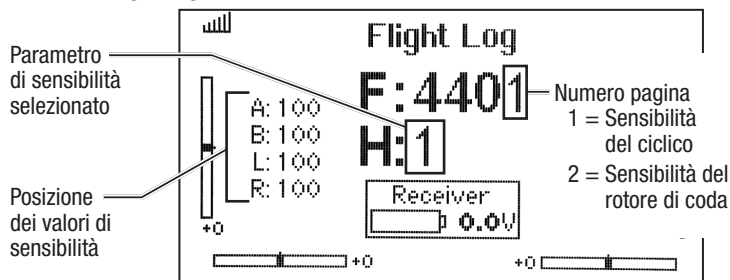 Flight Log
Parametro
di sensibilità
selezionato
F:4401
Numero pagina
1 = Sensibilità
del ciclico
2 = Sensibilità del
rotore di coda
A: 100
B: 100
L: 100
R: 100
H:1
Posizione
dei valori di
sensibilità
Receiver
0.0V
+0
+0
+0